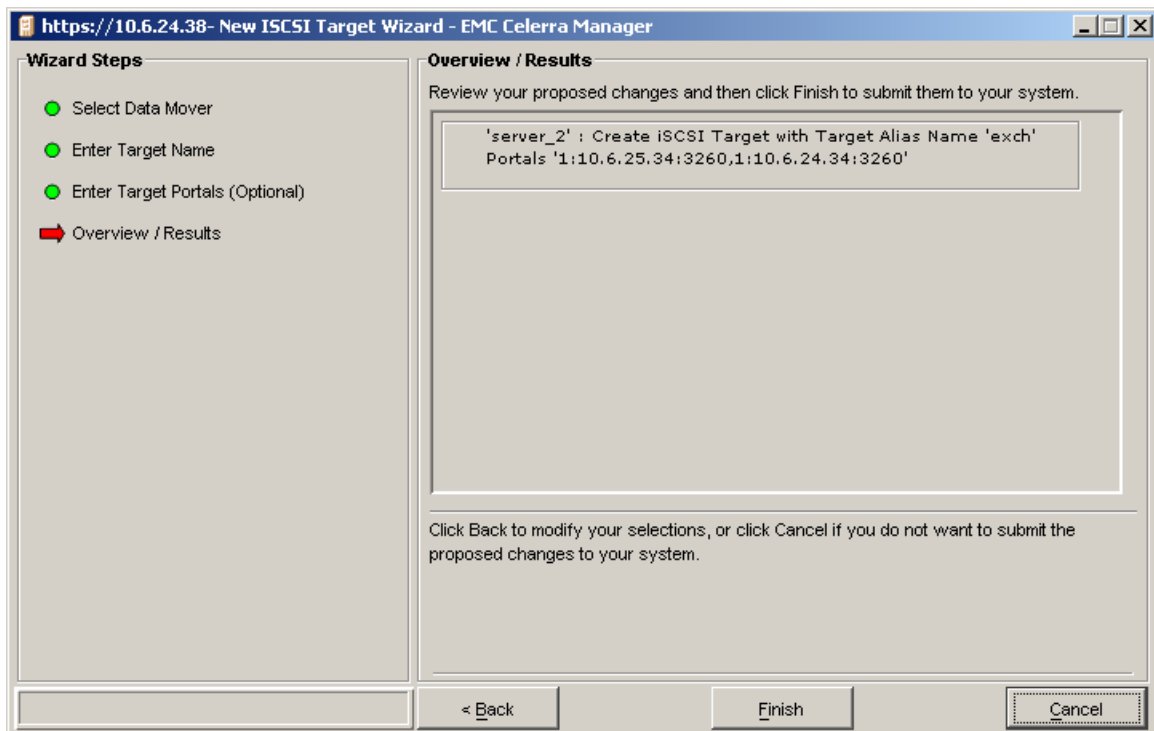 https://10.6.24.38- New ISCSI Target Wizard - EMC Celerra Manager
Wizard Steps
Select Data Mover
Enter Target Name
Enter Target Portals (Optional)
Overview / Results
Overview / Results
Review your proposed changes and then click Finish to submit them to your system.
'server_2' : Create iSCSI Target with Target Alias Name 'exch'
Portals '1:10.6.25.34:3260,1:10.6.24.34:3260'
Click Back to modify your selections, or click Cancel if you do not want to submit the
proposed changes to your system.
< Back
Finish
Cancel